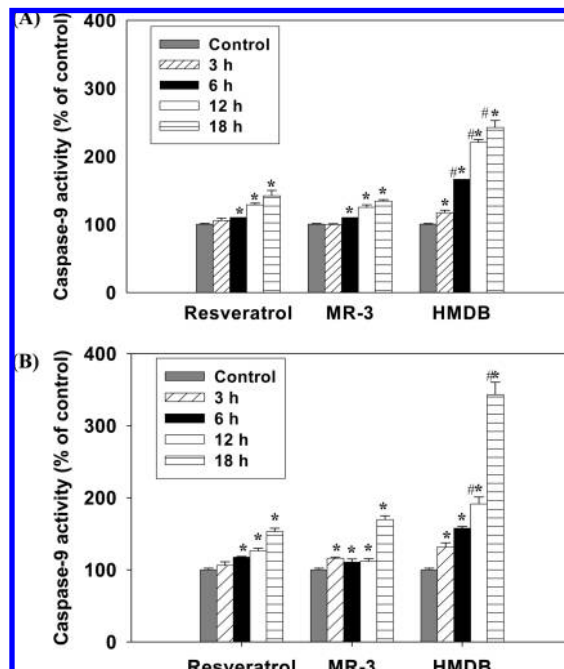 (A)
400
300
200
100
0
Caspase-9 activity (% of control)
Control
3 h
6 h
12 h
18 h
* * *
* * *
* #* #* #*
Resveratrol MR-3 HMDB
(B)
400
300
200
100
0
Caspase-9 activity (% of control)
Control
3 h
6 h
12 h
18 h
* * *
* * * *
* * #* #*
Resveratrol MR-3 HMDB